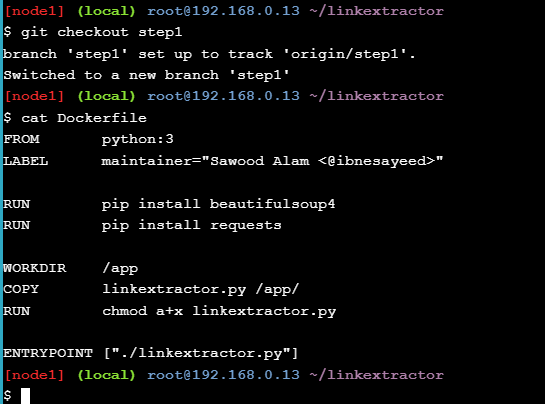 [node1] (local) root@192.168.0.13 ~/linkextractor
$ git checkout step1
branch 'step1' set up to track 'origin/step1'.
Switched to a new branch 'step1'
[node1] (local) root@192.168.0.13 ~/linkextractor
$ cat Dockerfile
FROM       python:3
LABEL      maintainer="Sawood Alam <@ibnesayeed>"

RUN        pip install beautifulsoup4
RUN        pip install requests

WORKDIR    /app
COPY       linkextractor.py /app/
RUN        chmod a+x linkextractor.py

ENTRYPOINT ["./linkextractor.py"]
[node1] (local) root@192.168.0.13 ~/linkextractor
$